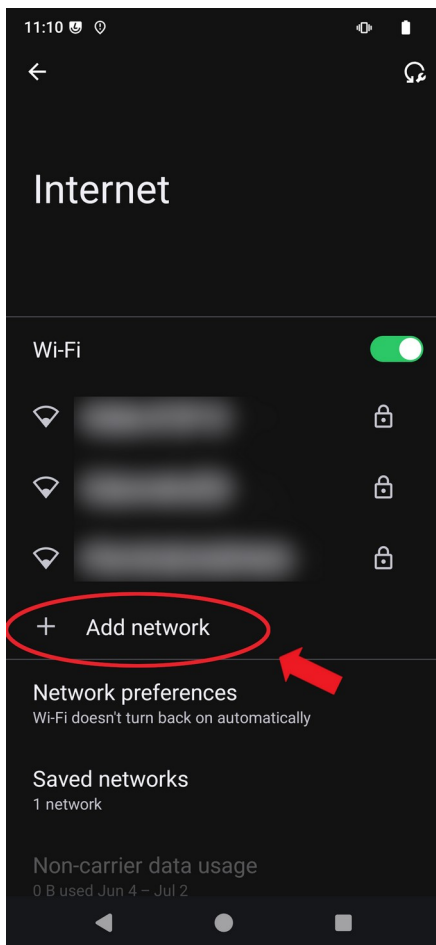 11:10
Internet
Wi-Fi
Add network
Network preferences
Wi-Fi doesn't turn back on automatically
Saved networks
1 network
Non-carrier data usage
0 B used Jun 4 – Jul 2